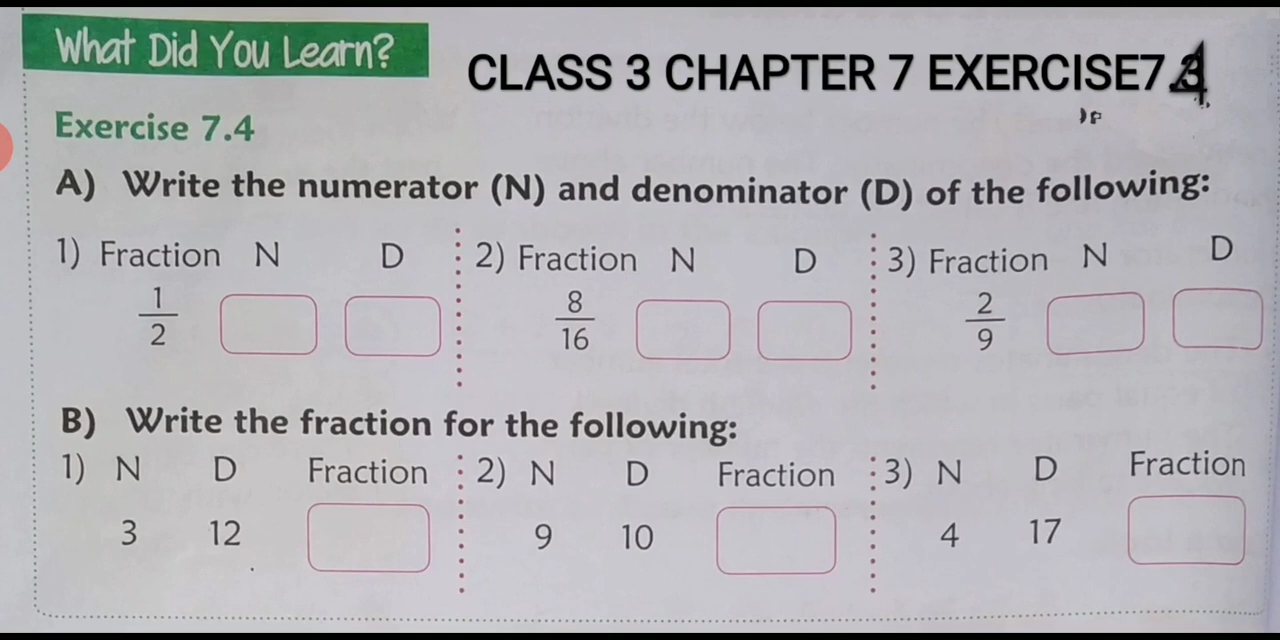 What Did You Learn?
CLASS 3 CHAPTER 7 EXERCISE7.4
Exercise 7.4
A) Write the numerator (N) and denominator (D) of the following:
1) Fraction N D 2) Fraction N D 3) Fraction N D
1/2 8/16 2/9
B) Write the fraction for the following:
1) N D Fraction 2) N D Fraction 3) N D Fraction
3 12 9 10 4 17